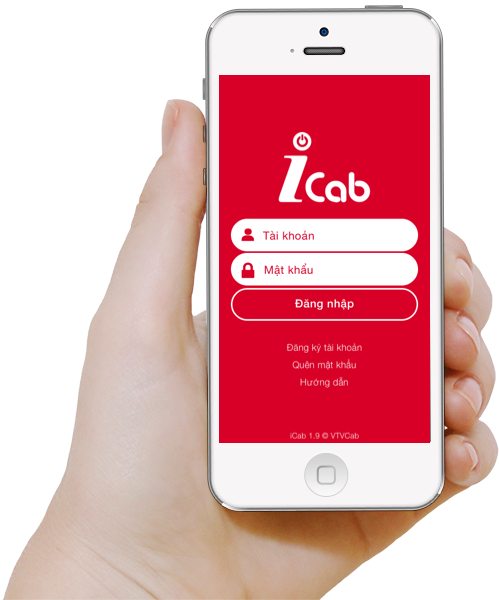 iCab
Tài khoản
Mật khẩu
Đăng nhập
Đăng ký tài khoản
Quên mật khẩu
Hướng dẫn
iCab 1.9 © VTVCab